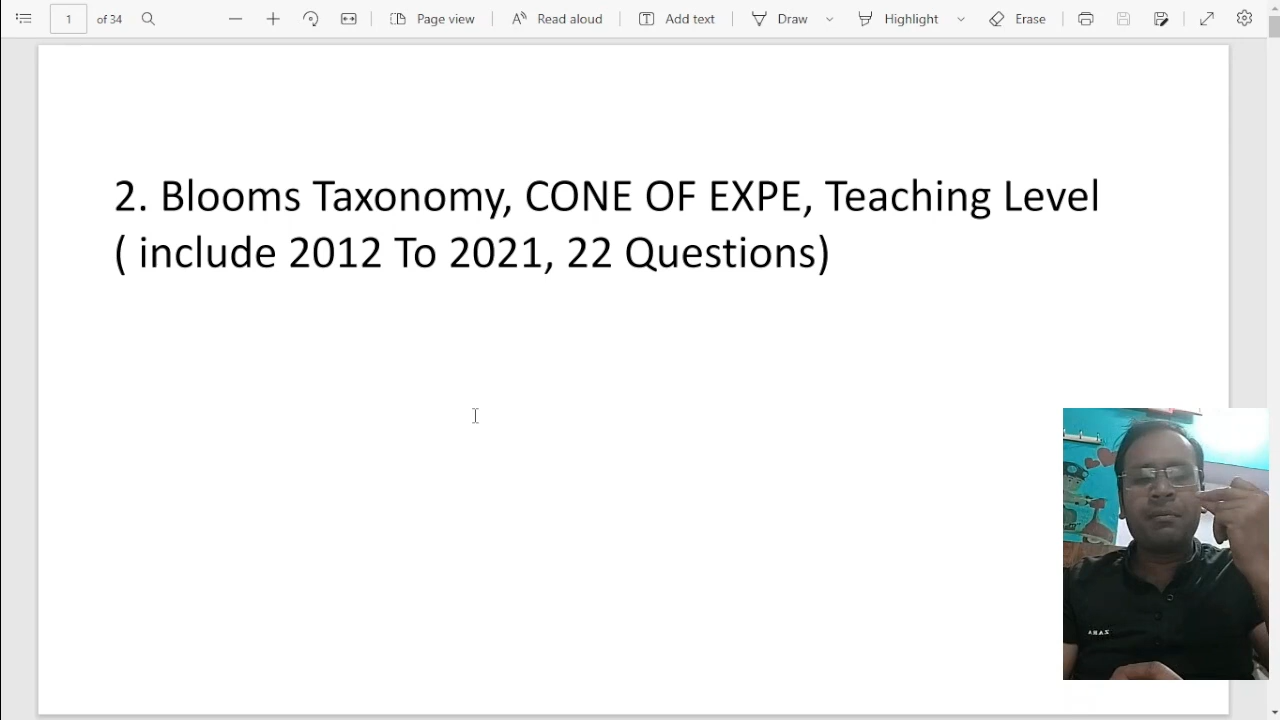 1 of 34 Page view Read aloud Add text Draw Highlight Erase
2. Blooms Taxonomy, CONE OF EXPE, Teaching Level
( include 2012 To 2021, 22 Questions)
ZARA